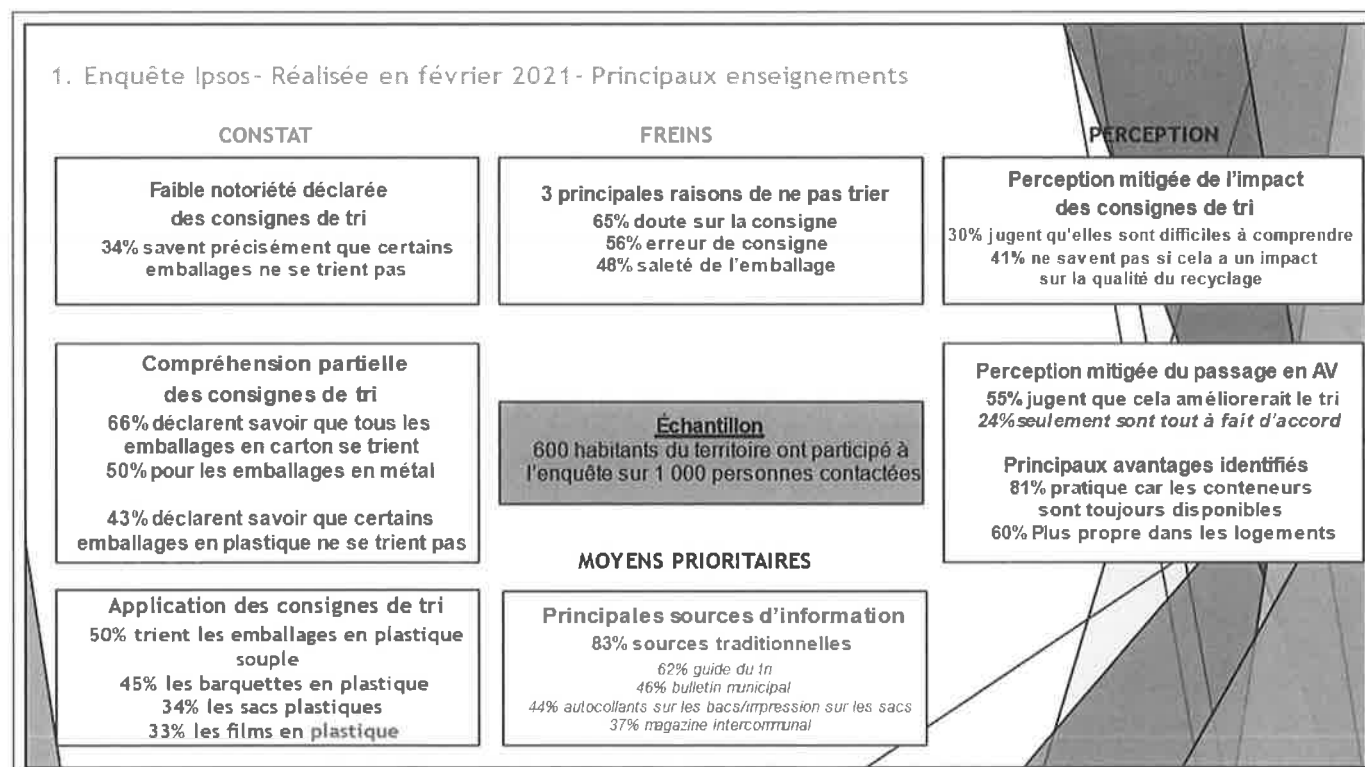 1. Enquête Ipsos- Réalisée en février 2021- Principaux enseignements
CONSTAT
Faible notoriété déclarée
des consignes de tri
34% savent précisément que certains
emballages ne se trient pas
Compréhension partielle
des consignes de tri
66% déclarent savoir que tous les
emballages en carton se trient
50% pour les emballages en métal
43% déclarent savoir que certains
emballages en plastique ne se trient pas
Application des consignes de tri
50% trient les emballages en plastique
souple
45% les barquettes en plastique
34% les sacs plastiques
33% les films en plastique
FREINS
3 principales raisons de ne pas trier
65% doute sur la consigne
56% erreur de consigne
48% saleté de l'emballage
Échantillon
600 habitants du territoire ont participé à
l'enquête sur 1 000 personnes contactées
MOYENS PRIORITAIRES
Principales sources d'information
83% sources traditionnelles
62% guide du tri
46% bulletin municipal
44% autocollants sur les bacs/impression sur les sacs
37% magazine intercommunal
PERCEPTION
Perception mitigée de l'impact
des consignes de tri
30% jugent qu'elles sont difficiles à comprendre
41% ne savent pas si cela a un impact
sur la qualité du recyclage
Perception mitigée du passage en AV
55% jugent que cela améliorerait le tri
24% seulement sont tout à fait d'accord
Principaux avantages identifiés
81% pratique car les conteneurs
sont toujours disponibles
60% Plus propre dans les logements